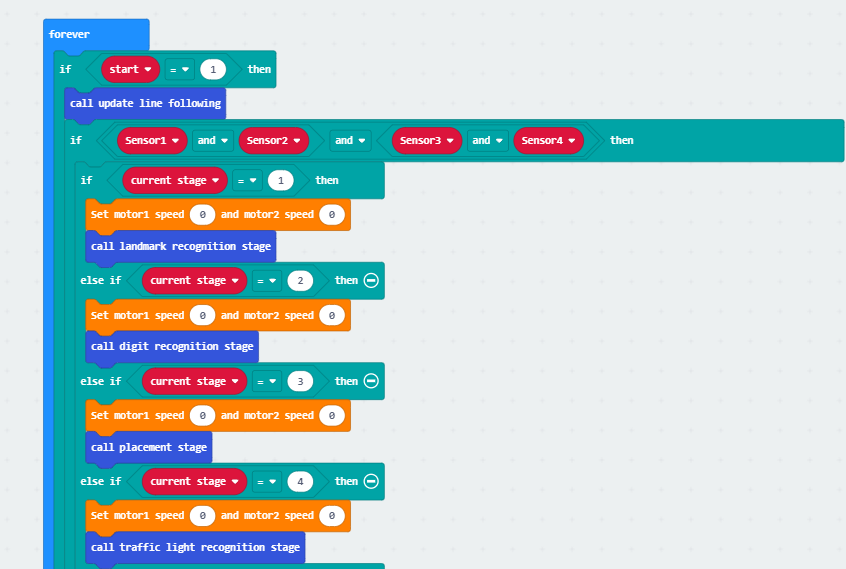 forever
if start = 1 then
call update line following
if Sensor1 and Sensor2 and Sensor3 and Sensor4 then
if current stage = 1 then
Set motor1 speed 0 and motor2 speed 0
call landmark recognition stage
else if current stage = 2 then
Set motor1 speed 0 and motor2 speed 0
call digit recognition stage
else if current stage = 3 then
Set motor1 speed 0 and motor2 speed 0
call placement stage
else if current stage = 4 then
Set motor1 speed 0 and motor2 speed 0
call traffic light recognition stage